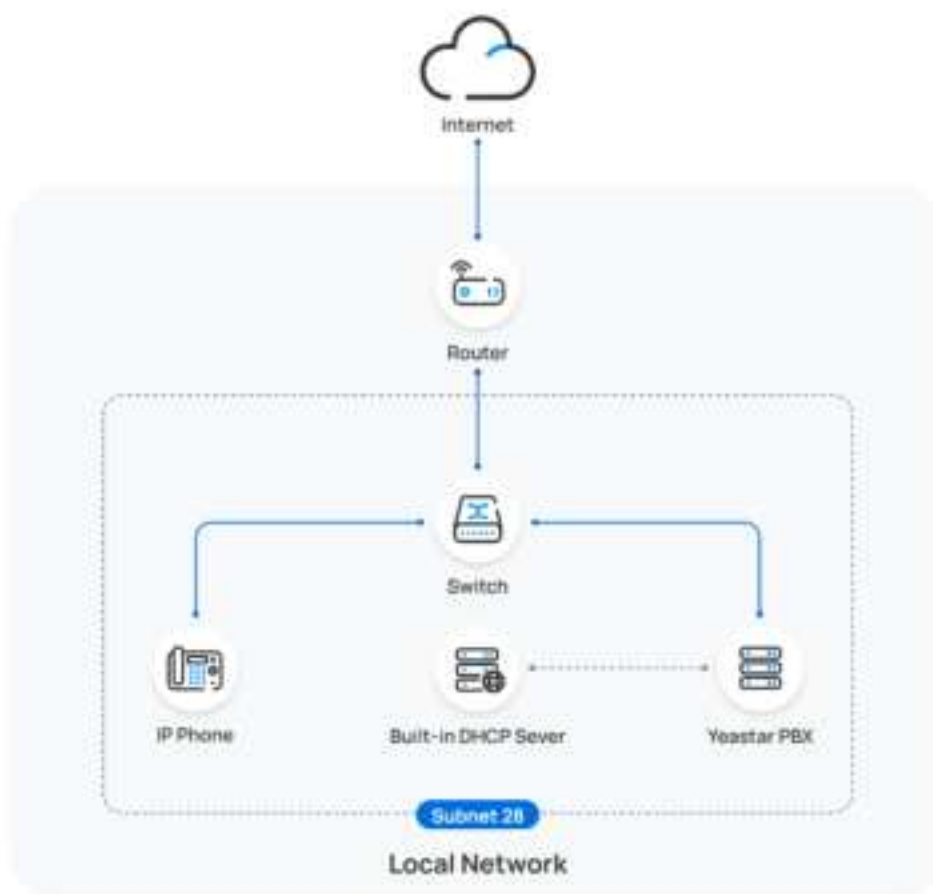 Internet
Router
Switch
IP Phone
Built-in DHCP Sever
Yeastar PBX
Subnet 28
Local Network